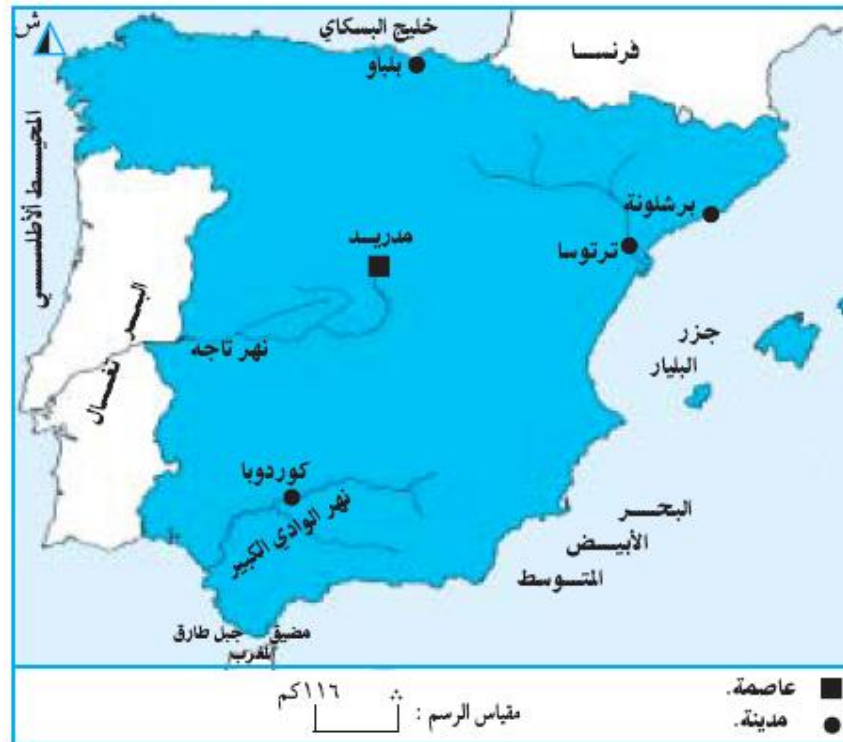 ش
خليج البسكاي
فرنسا
بلباو
المحيط الأطلسي
برشلونة
ترتوسا
مدريد
البرتغال
نهر تاجه
جزر
البليار
كوردوبا
نهر الوادي الكبير
البحر
الأبيض
المتوسط
مضيق جبل طارق
المغرب
عاصمة.
مدينة.
مقياس الرسم :
١١٦كم